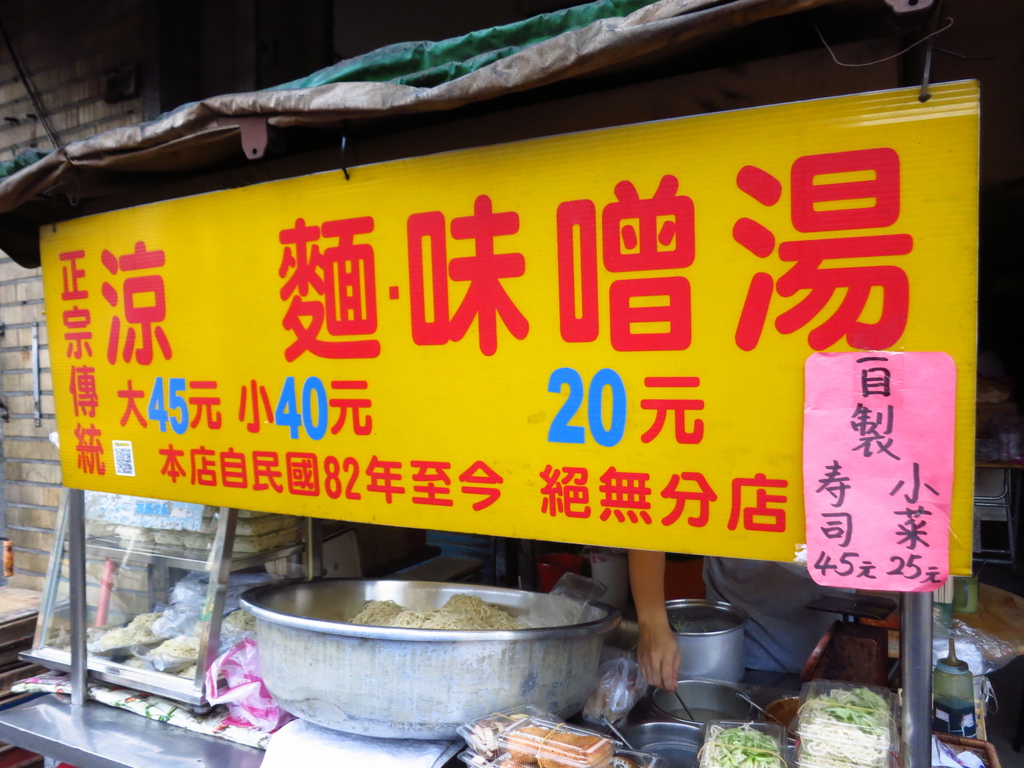 正宗傳統
涼麵·味噌湯
大45元 小40元 20元
本店自民國82年至今 絕無分店
自製
小菜 25元
壽司 45元